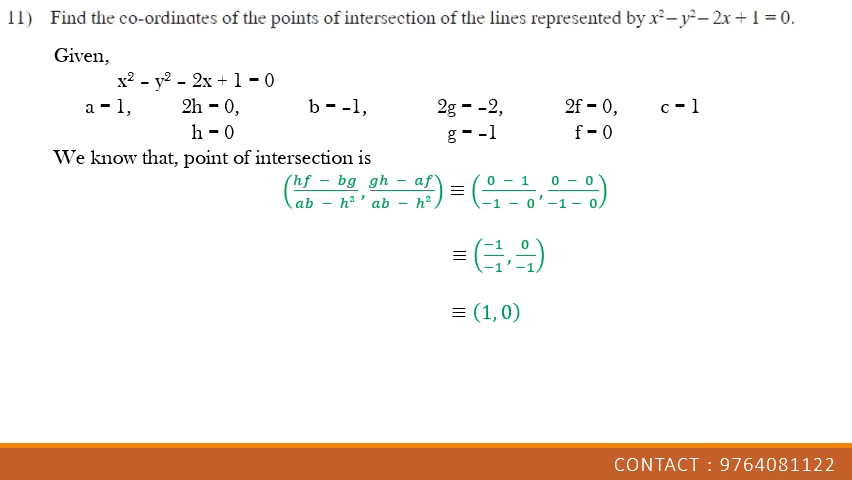 11) Find the co-ordinates of the points of intersection of the lines represented by x² – y² – 2x + 1 = 0.
Given,
x² – y² – 2x + 1 = 0
a = 1, 2h = 0, b = –1, 2g = –2, 2f = 0, c = 1
h = 0 g = –1 f = 0
We know that, point of intersection is
((hf − bg)/(ab − h²), (gh − af)/(ab − h²)) ≡ ((0 − 1)/(−1 − 0), (0 − 0)/(−1 − 0))
≡ (−1/−1, 0/−1)
≡ (1, 0)
CONTACT : 9764081122